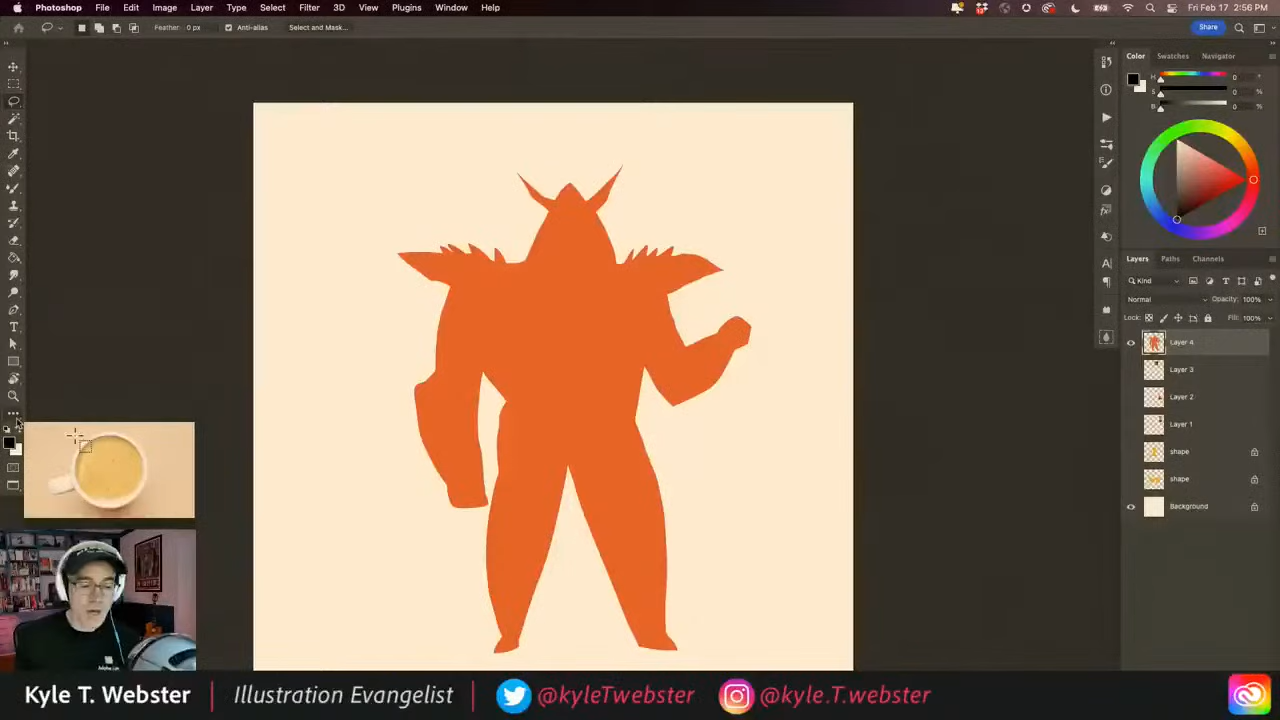 Photoshop File Edit Image Layer Type Select Filter 3D View Plugins Window Help Fri Feb 17 2:56 PM
Feather: 0 px Anti-alias Select and Mask... Share
Color Swatches Navigator
H 0
S 0
B 0
Layers Paths Channels
Kind
Normal Opacity: 100%
Lock: Fill: 100%
Layer 4
Layer 3
Layer 2
Layer 1
shape
shape
Background
Kyle T. Webster | Illustration Evangelist @kyleTwebster @kyle.T.webster